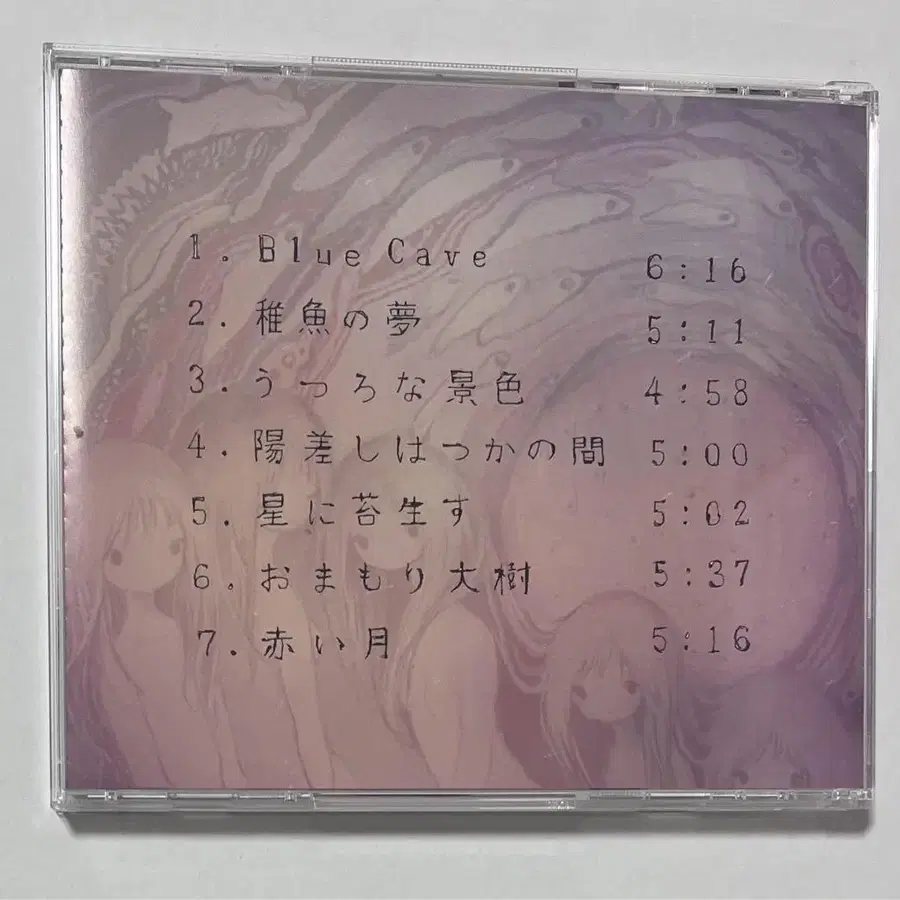 1. Blue Cave 6:16
2. 稚魚の夢 5:11
3. うつろな景色 4:58
4. 陽差しはつかの間 5:00
5. 星に苔生す 5:02
6. おまもり大樹 5:37
7. 赤い月 5:16